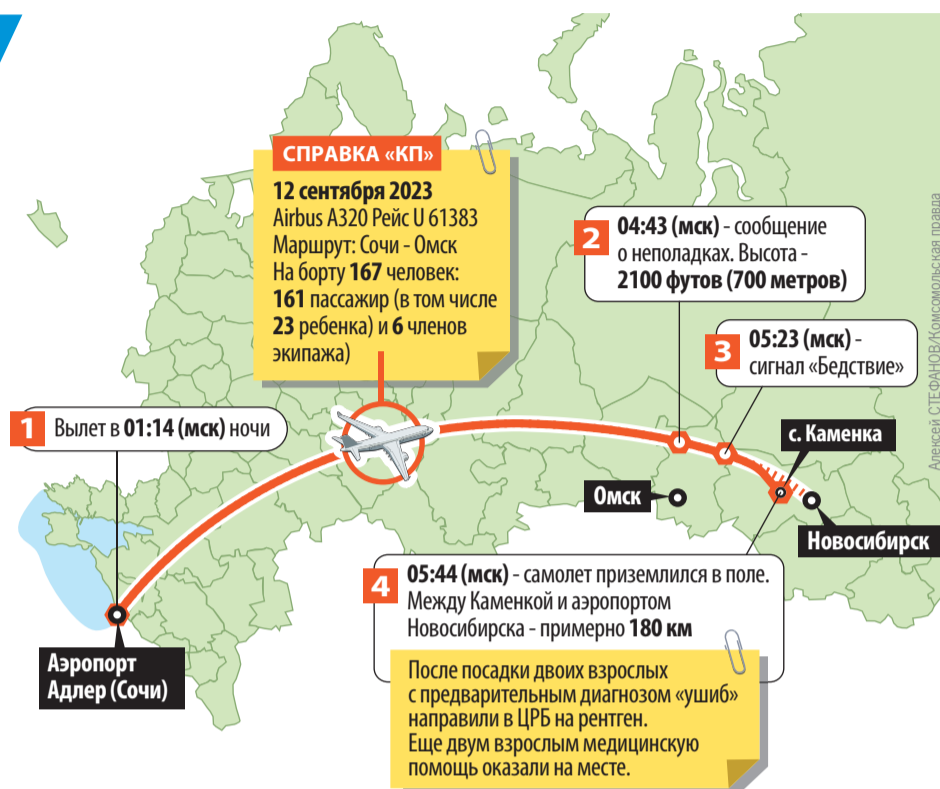 СПРАВКА «КП»
12 сентября 2023
Airbus A320 Рейс U 61383
Маршрут: Сочи - Омск
На борту 167 человек:
161 пассажир (в том числе
23 ребенка) и 6 членов
экипажа)
1 Вылет в 01:14 (мск) ночи
2 04:43 (мск) - сообщение
о неполадках. Высота -
2100 футов (700 метров)
3 05:23 (мск) -
сигнал «Бедствие»
с. Каменка
Омск
Новосибирск
4 05:44 (мск) - самолет приземлился в поле.
Между Каменкой и аэропортом
Новосибирска - примерно 180 км
После посадки двоих взрослых
с предварительным диагнозом «ушиб»
направили в ЦРБ на рентген.
Еще двум взрослым медицинскую
помощь оказали на месте.
Аэропорт
Адлер (Сочи)
Алексей СТЕФАНОВ/Комсомольская правда